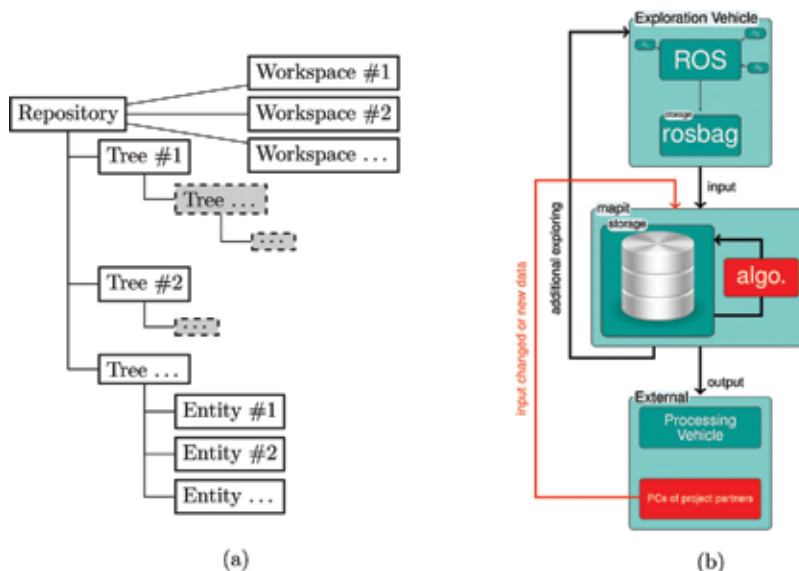 Repository
Workspace #1
Workspace #2
Workspace ...
Tree #1
Tree ...
...
Tree #2
...
Tree ...
Entity #1
Entity #2
Entity ...
(a)
Exploration Vehicle
ROS
storage
rosbag
input
mapit
storage
algo.
additional exploring
input changed or new data
output
External
Processing
Vehicle
PCs of project partners
(b)